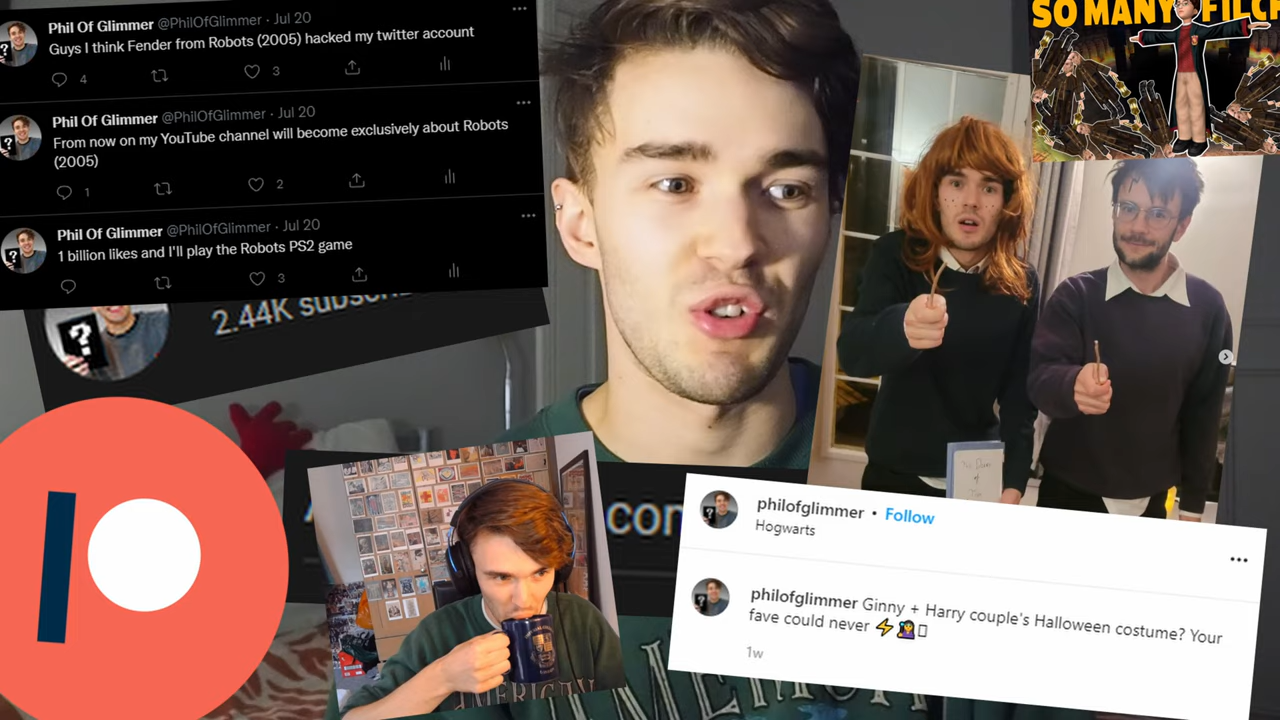 Phil Of Glimmer @PhilOfGlimmer · Jul 20
Guys I think Fender from Robots (2005) hacked my twitter account
4 3
Phil Of Glimmer @PhilOfGlimmer · Jul 20
From now on my YouTube channel will become exclusively about Robots
(2005)
1 2
Phil Of Glimmer @PhilOfGlimmer · Jul 20
1 billion likes and I'll play the Robots PS2 game
3
2.44K
SO MANY FILCH
philofglimmer • Follow
Hogwarts
philofglimmer Ginny + Harry couple's Halloween costume? Your
fave could never ⚡
1w
AMERICAN